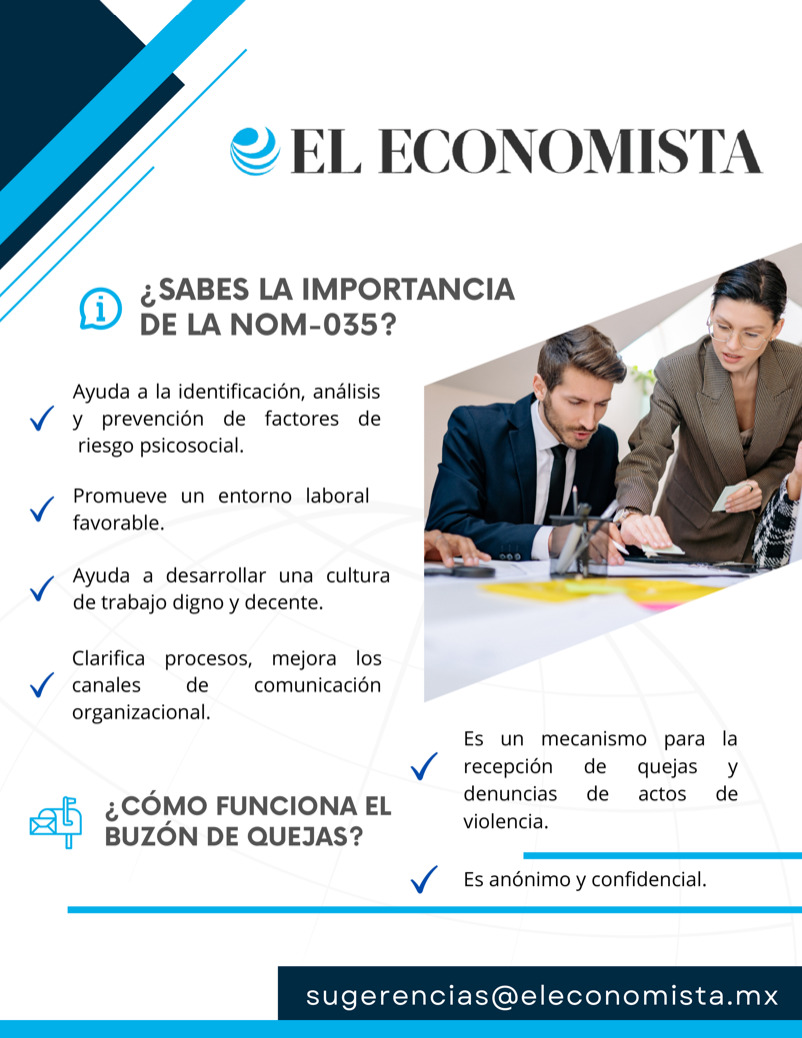 EL ECONOMISTA
¿SABES LA IMPORTANCIA
DE LA NOM-035?
Ayuda a la identificación, análisis
y prevención de factores de
riesgo psicosocial.
Promueve un entorno laboral
favorable.
Ayuda a desarrollar una cultura
de trabajo digno y decente.
Clarifica procesos, mejora los
canales de comunicación
organizacional.
¿CÓMO FUNCIONA EL
BUZÓN DE QUEJAS?
Es un mecanismo para la
recepción de quejas y
denuncias de actos de
violencia.
Es anónimo y confidencial.
sugerencias@eleconomista.mx